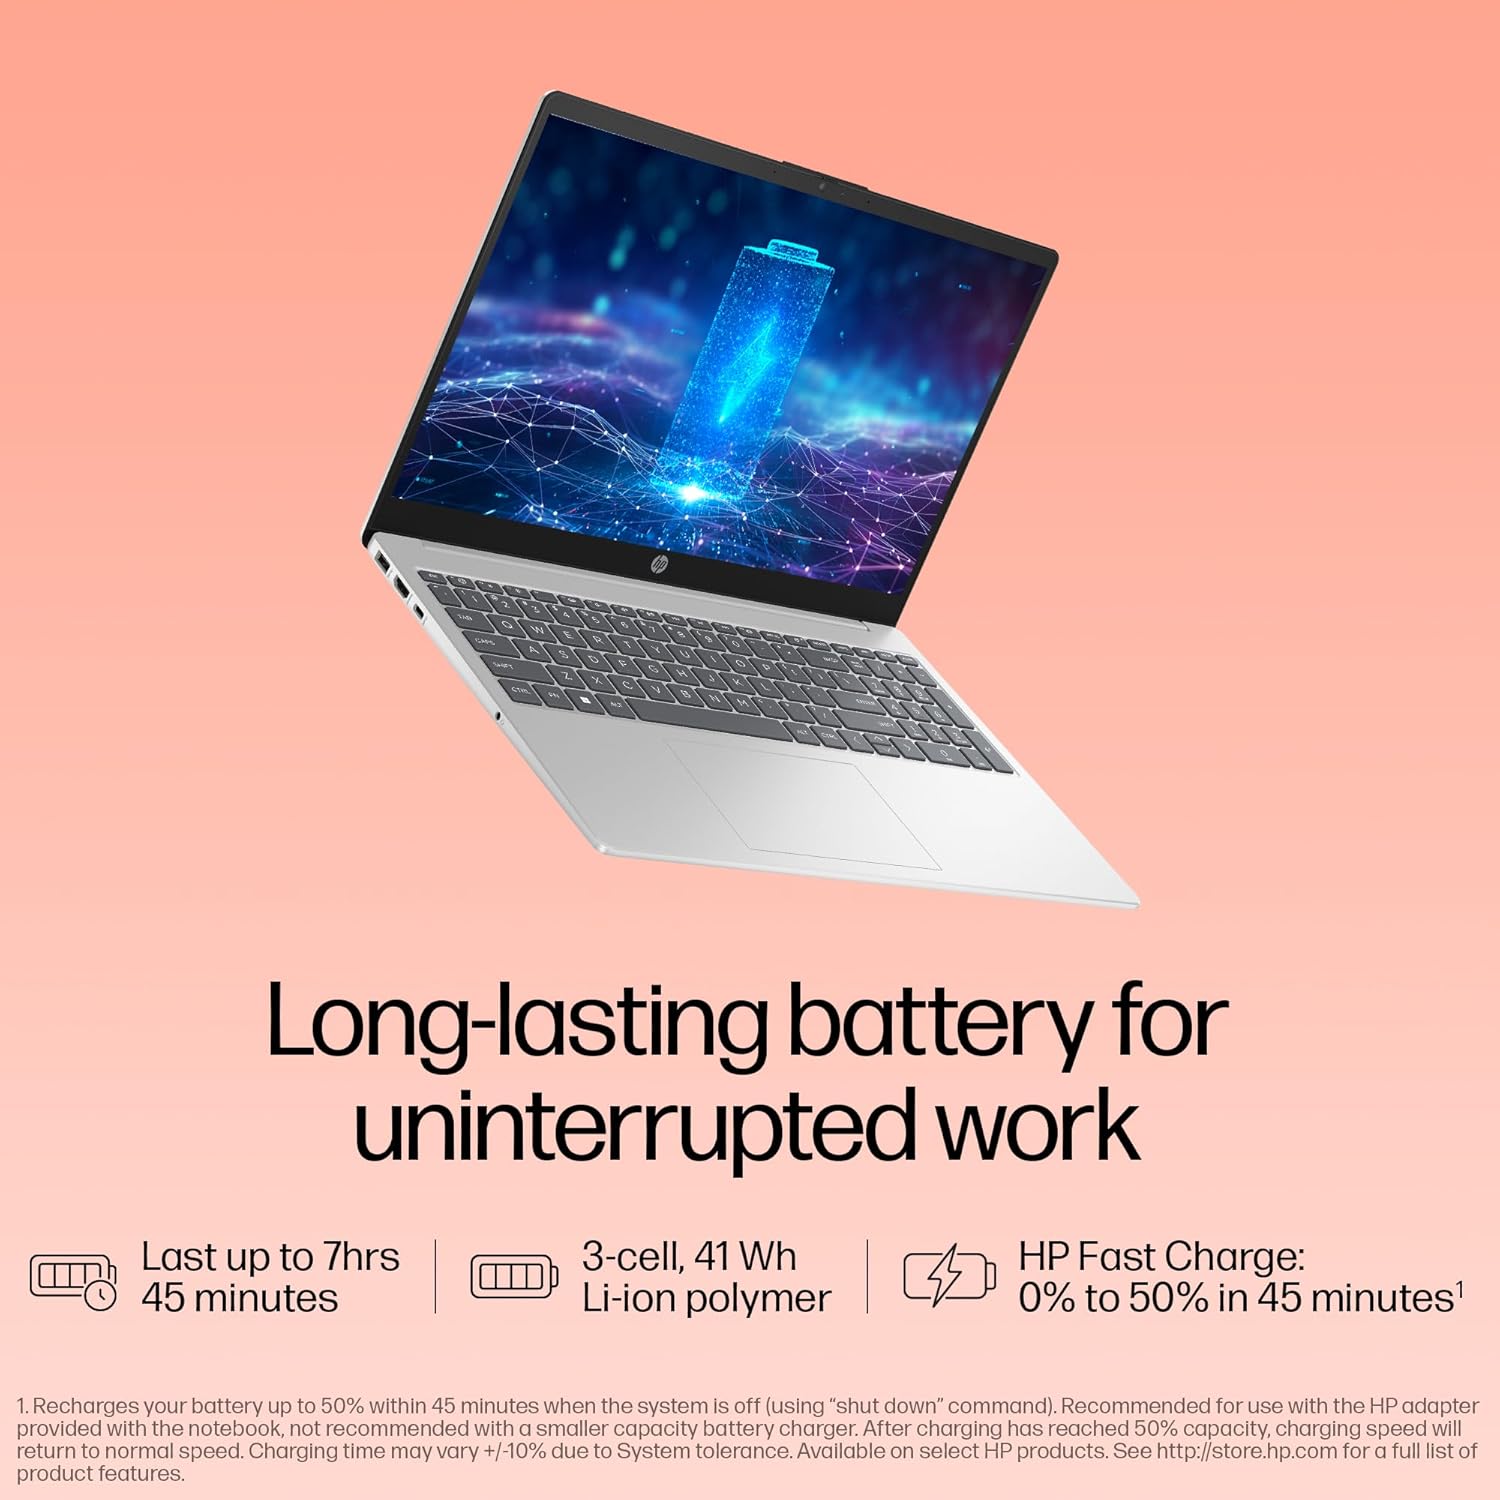 hp
Long-lasting battery for
uninterrupted work
Last up to 7hrs
45 minutes
3-cell, 41 Wh
Li-ion polymer
HP Fast Charge:
0% to 50% in 45 minutes¹
1. Recharges your battery up to 50% within 45 minutes when the system is off (using “shut down” command). Recommended for use with the HP adapter
provided with the notebook, not recommended with a smaller capacity battery charger. After charging has reached 50% capacity, charging speed will
return to normal speed. Charging time may vary +/-10% due to System tolerance. Available on select HP products. See http://store.hp.com for a full list of
product features.